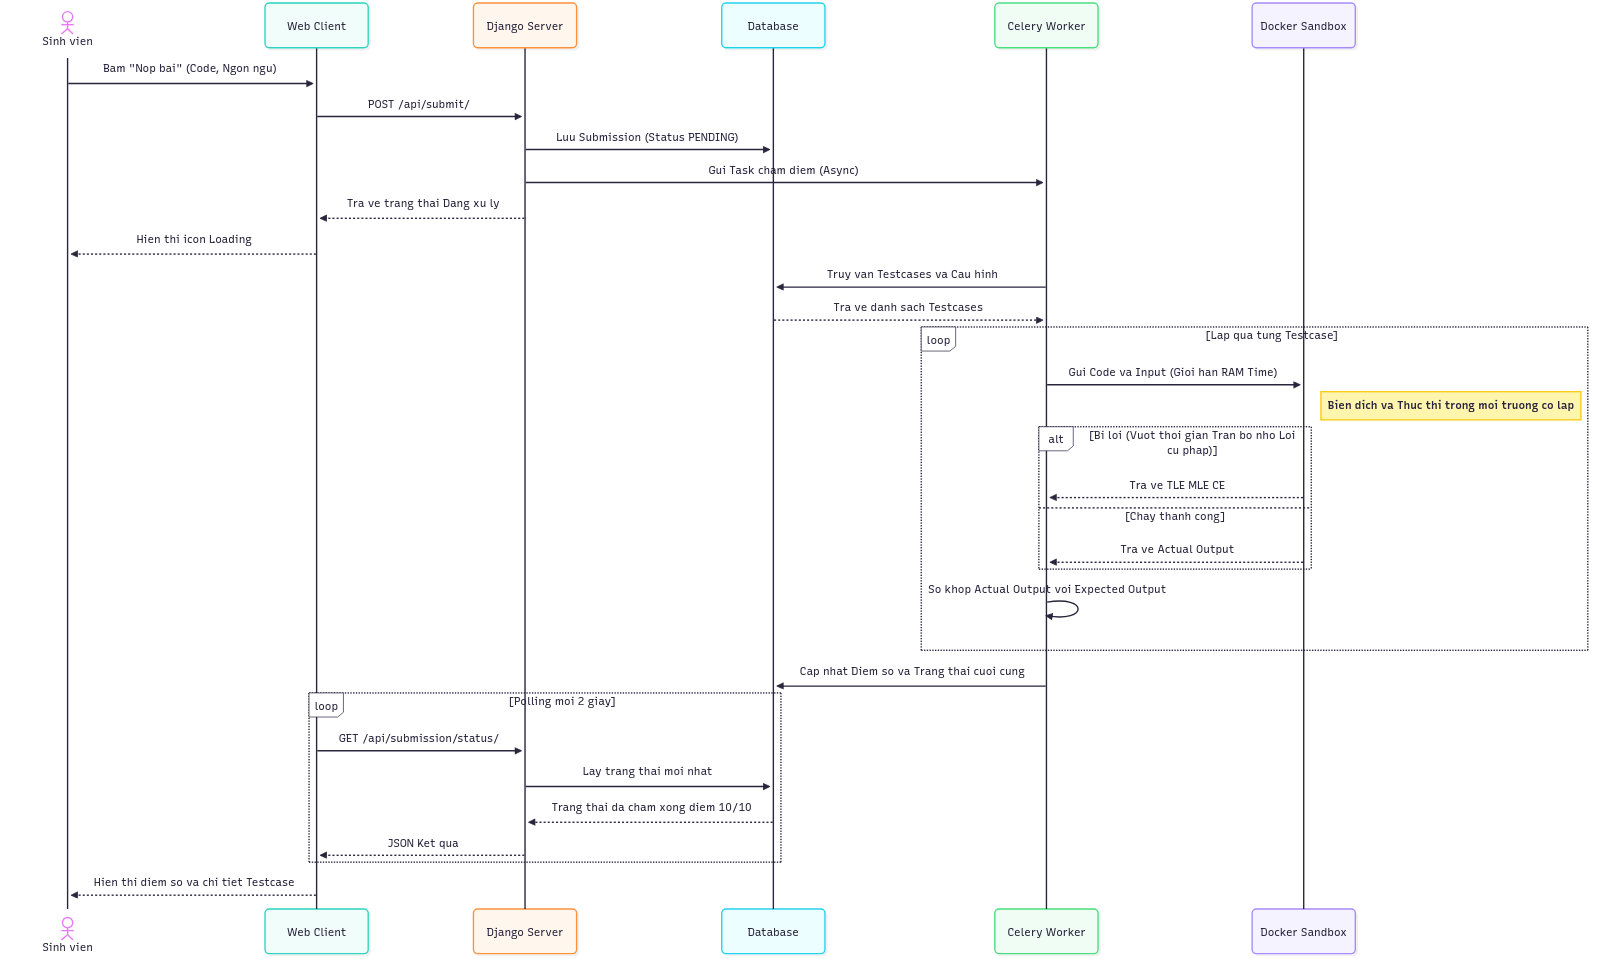 Sinh vien
Web Client
Django Server
Database
Celery Worker
Docker Sandbox
Bam "Nop bai" (Code, Ngon ngu)
POST /api/submit/
Luu Submission (Status PENDING)
Gui Task cham diem (Async)
Tra ve trang thai Dang xu ly
Hien thi icon Loading
Truy van Testcases va Cau hinh
Tra ve danh sach Testcases
loop
[Lap qua tung Testcase]
Gui Code va Input (Gioi han RAM Time)
Bien dich va Thuc thi trong moi truong co lap
alt
[Bi loi (Vuot thoi gian Tran bo nho Loi
cu phap)]
Tra ve TLE MLE CE
[Chay thanh cong]
Tra ve Actual Output
So khop Actual Output voi Expected Output
Cap nhat Diem so va Trang thai cuoi cung
loop
[Polling moi 2 giay]
GET /api/submission/status/
Lay trang thai moi nhat
Trang thai da cham xong diem 10/10
JSON Ket qua
Hien thi diem so va chi tiet Testcase
Sinh vien
Web Client
Django Server
Database
Celery Worker
Docker Sandbox